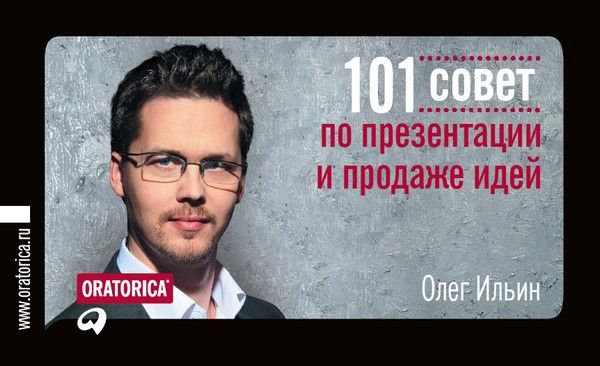 101 совет
по презентации
и продаже идей
Олег Ильин
ORATORICA®
www.oratorica.ru